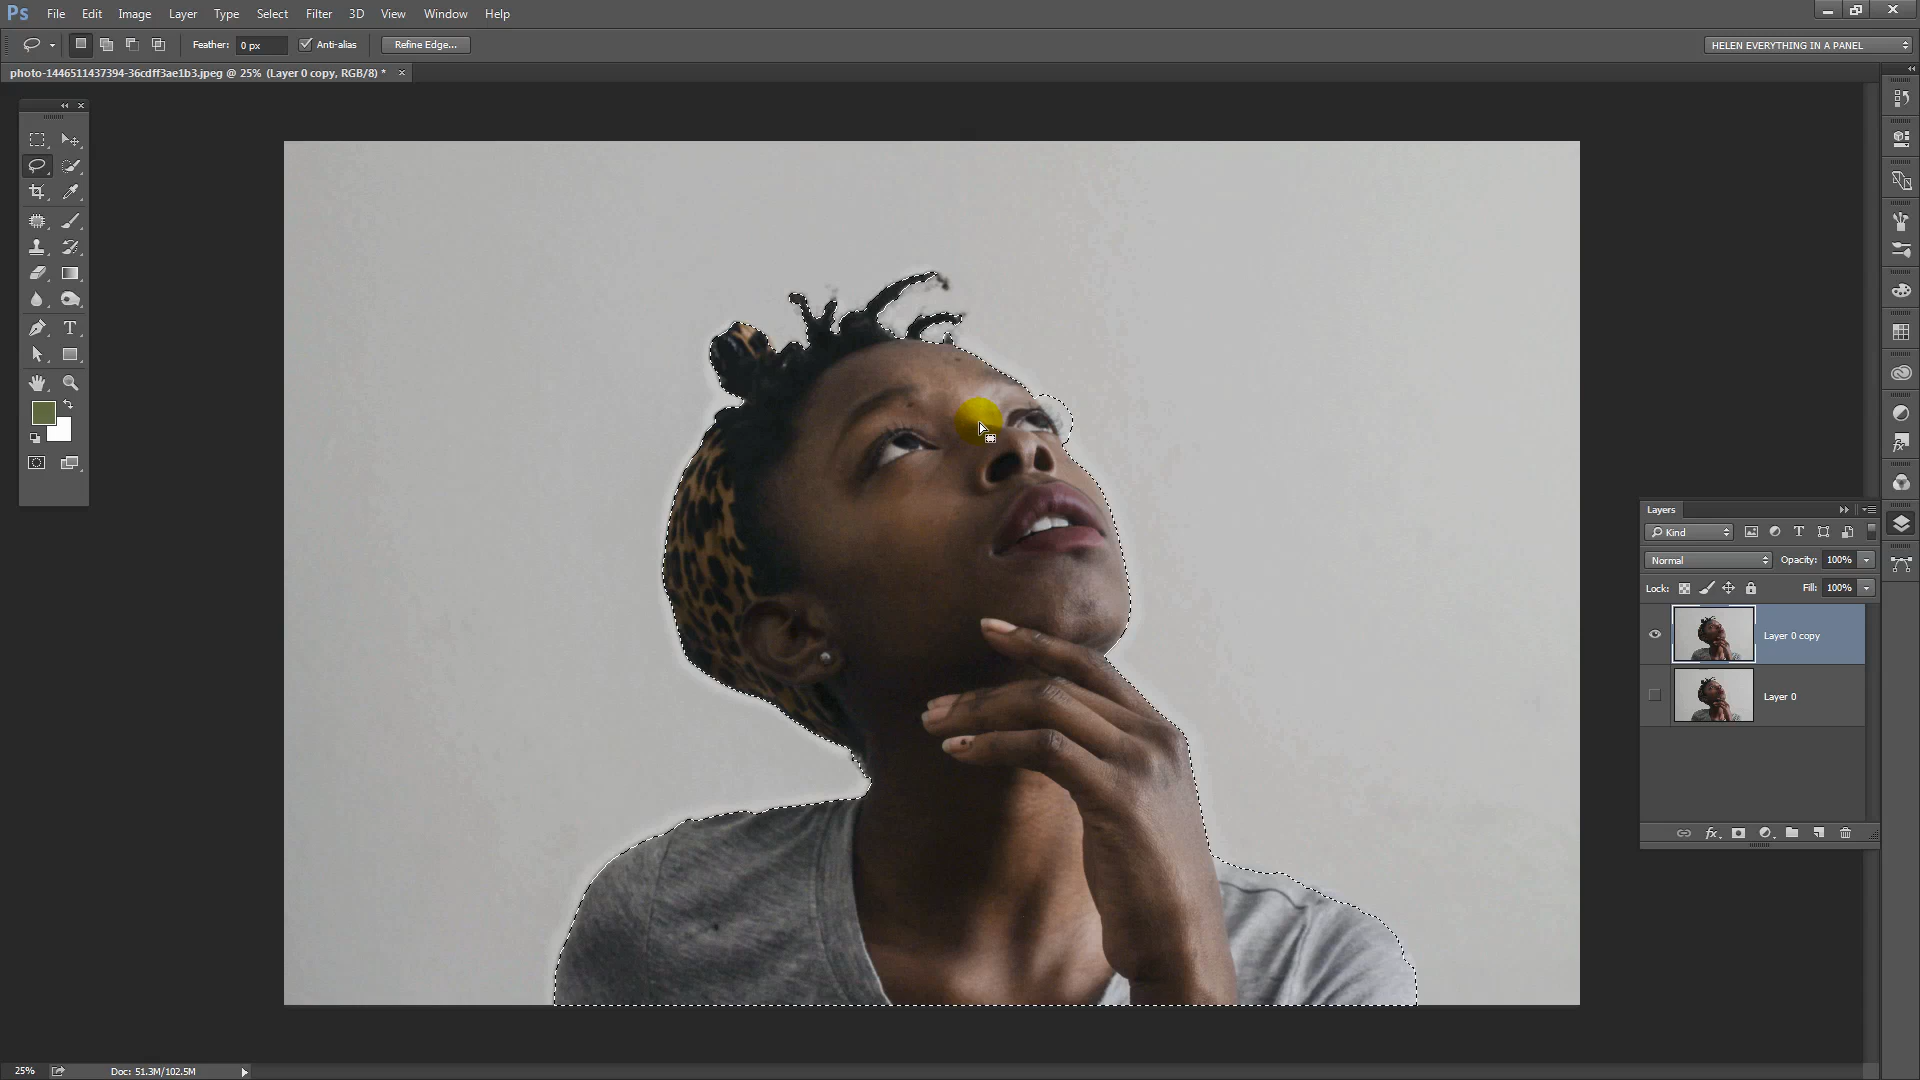 Ps File Edit Image Layer Type Select Filter 3D View Window Help
Feather: 0 px Anti-alias Refine Edge... HELEN EVERYTHING IN A PANEL
photo-1446511437394-36cdff3ae1b3.jpeg @ 25% (Layer 0 copy, RGB/8) *
Layers
Kind
Normal Opacity: 100%
Lock: Fill: 100%
Layer 0 copy
Layer 0
25% Doc: 51.3M/102.5M